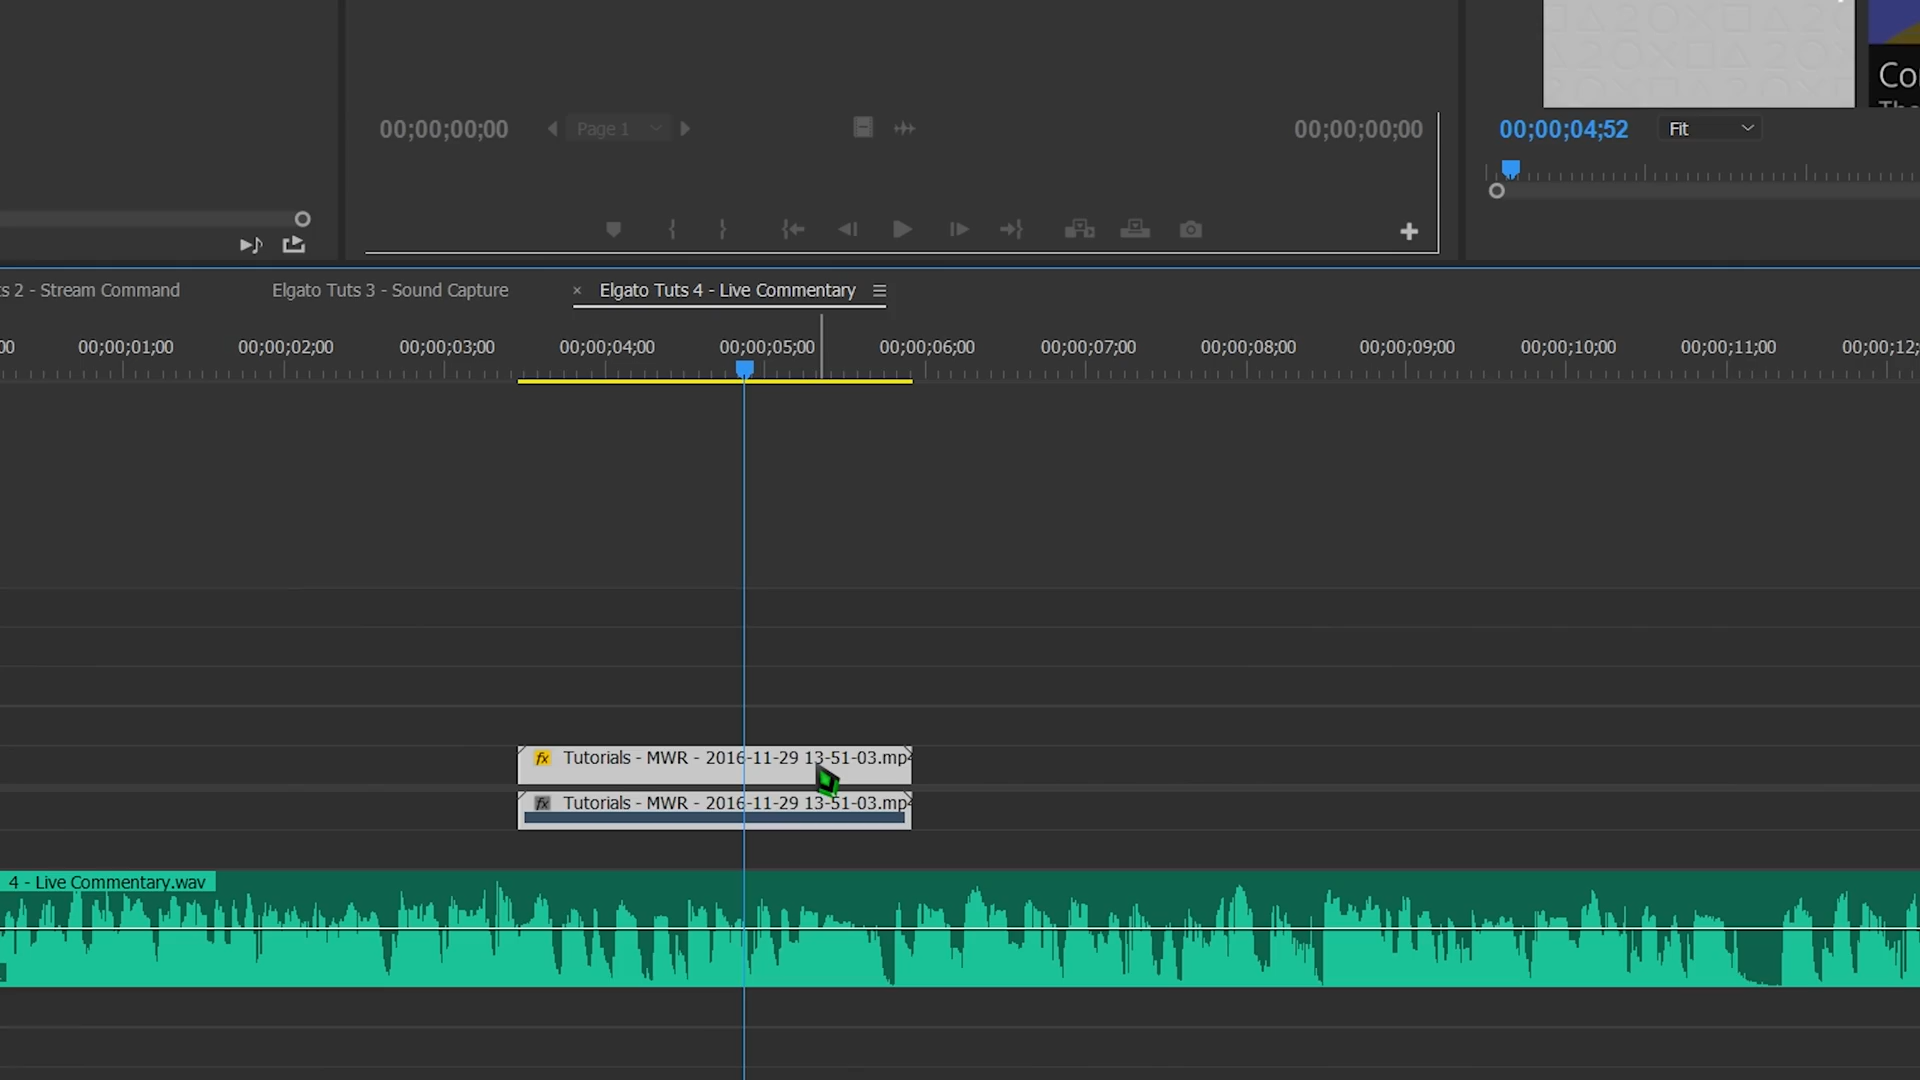 Co
00;00;00;00
Page 1
00;00;00;00
00;00;04;52
Fit
s 2 - Stream Command
Elgato Tuts 3 - Sound Capture
× Elgato Tuts 4 - Live Commentary
00 00;00;01;00 00;00;02;00 00;00;03;00 00;00;04;00 00;00;05;00 00;00;06;00 00;00;07;00 00;00;08;00 00;00;09;00 00;00;10;00 00;00;11;00 00;00;12;
fx Tutorials - MWR - 2016-11-29 13-51-03.mp4
fx Tutorials - MWR - 2016-11-29 13-51-03.mp4
4 - Live Commentary.wav